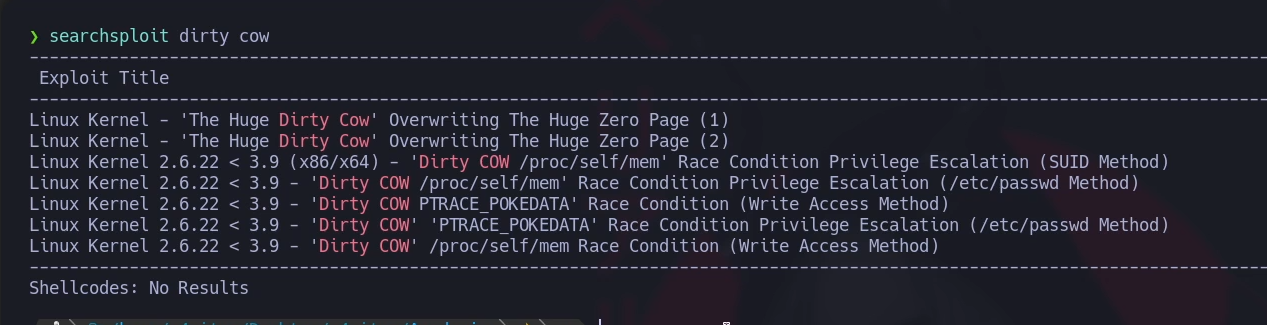 ❯ searchsploit dirty cow
Exploit Title
Linux Kernel - 'The Huge Dirty Cow' Overwriting The Huge Zero Page (1)
Linux Kernel - 'The Huge Dirty Cow' Overwriting The Huge Zero Page (2)
Linux Kernel 2.6.22 < 3.9 (x86/x64) - 'Dirty COW /proc/self/mem' Race Condition Privilege Escalation (SUID Method)
Linux Kernel 2.6.22 < 3.9 - 'Dirty COW /proc/self/mem' Race Condition Privilege Escalation (/etc/passwd Method)
Linux Kernel 2.6.22 < 3.9 - 'Dirty COW PTRACE_POKEDATA' Race Condition (Write Access Method)
Linux Kernel 2.6.22 < 3.9 - 'Dirty COW' 'PTRACE_POKEDATA' Race Condition Privilege Escalation (/etc/passwd Method)
Linux Kernel 2.6.22 < 3.9 - 'Dirty COW' /proc/self/mem Race Condition (Write Access Method)
Shellcodes: No Results